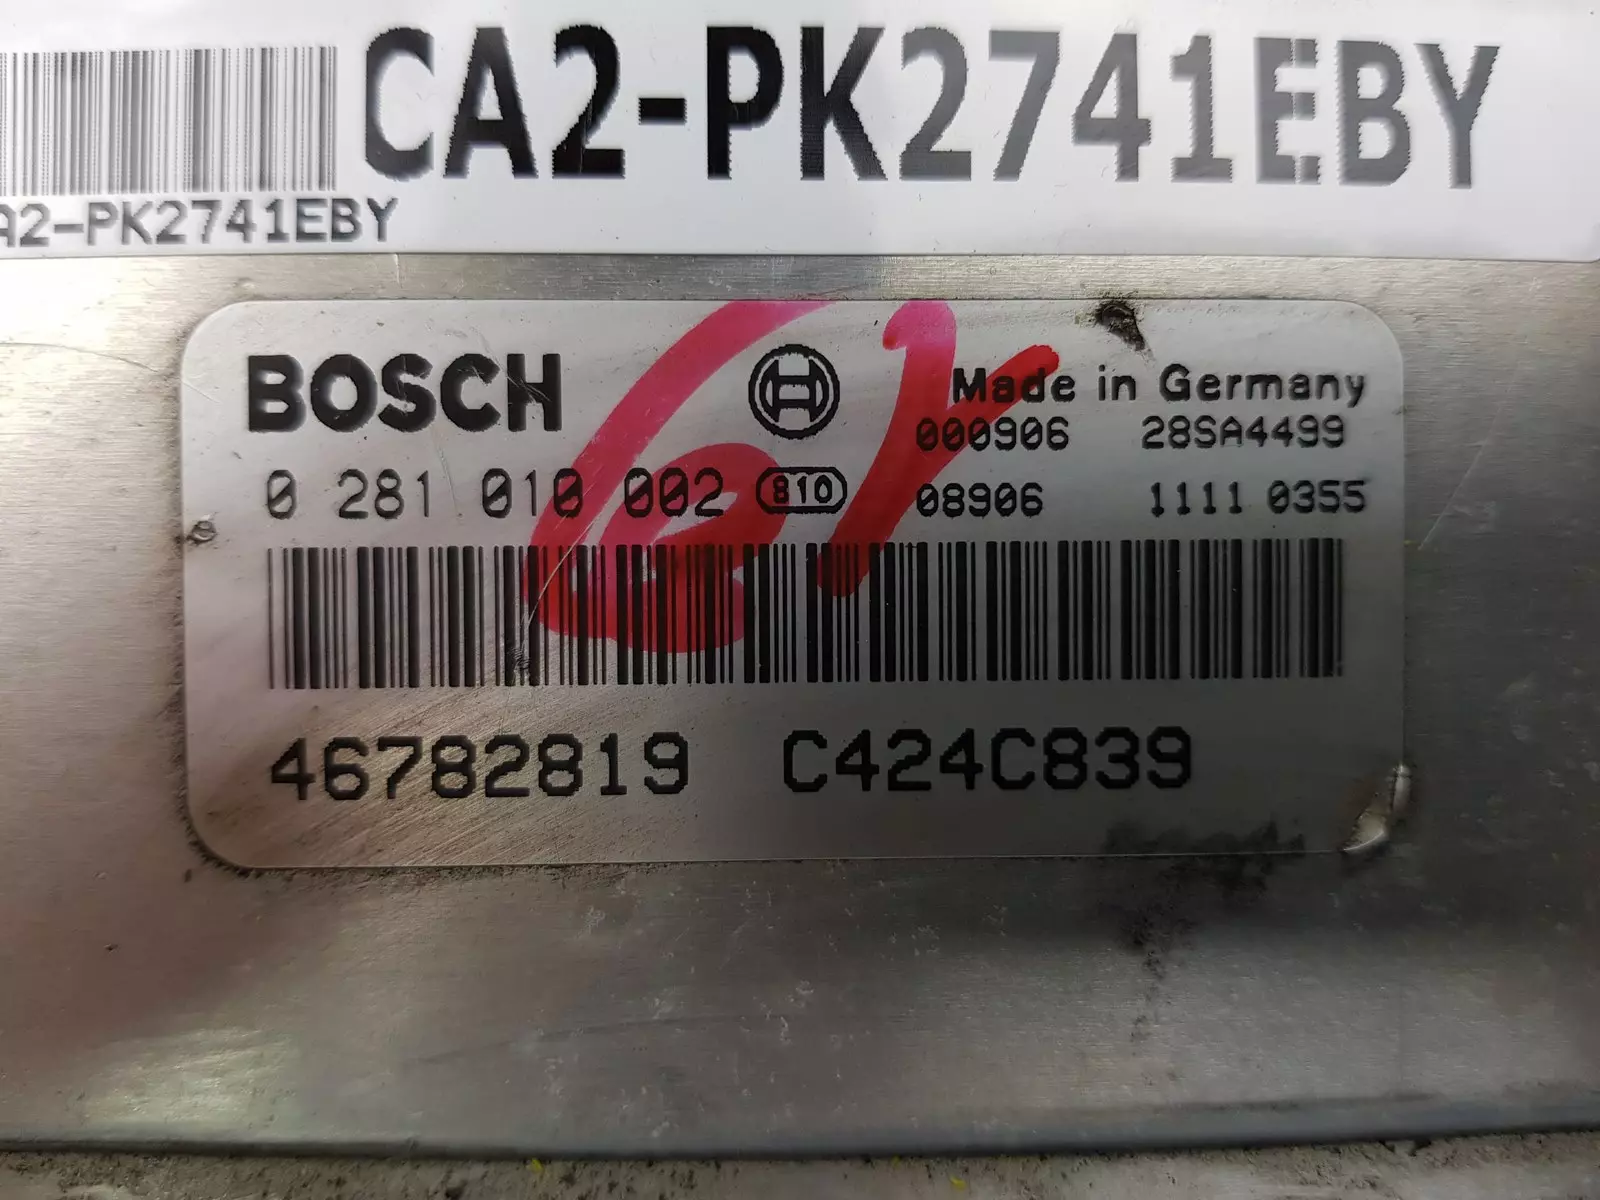 CA2-PK2741EBY
A2-PK2741EBY
BOSCH
Made in Germany
000906 28SA4499
0 281 010 002 810 08906 1111 0355
46782819 C424C839
61